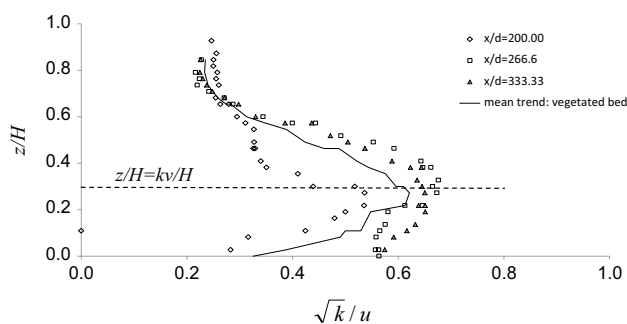 1.0
0.8
0.6
0.4
0.2
0.0
z/H
z/H=kv/H
x/d=200.00
x/d=266.6
x/d=333.33
mean trend: vegetated bed
0.0 0.2 0.4 0.6 0.8 1.0
√k/u